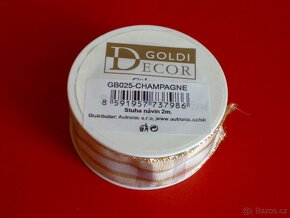 GOLDI
DECOR
GB025-CHAMPAGNE
8 591957 737986
Stuha návin 2m.
Distributor: Autronic s.r.o., www.autronic.cz/sk
Bazoš.cz